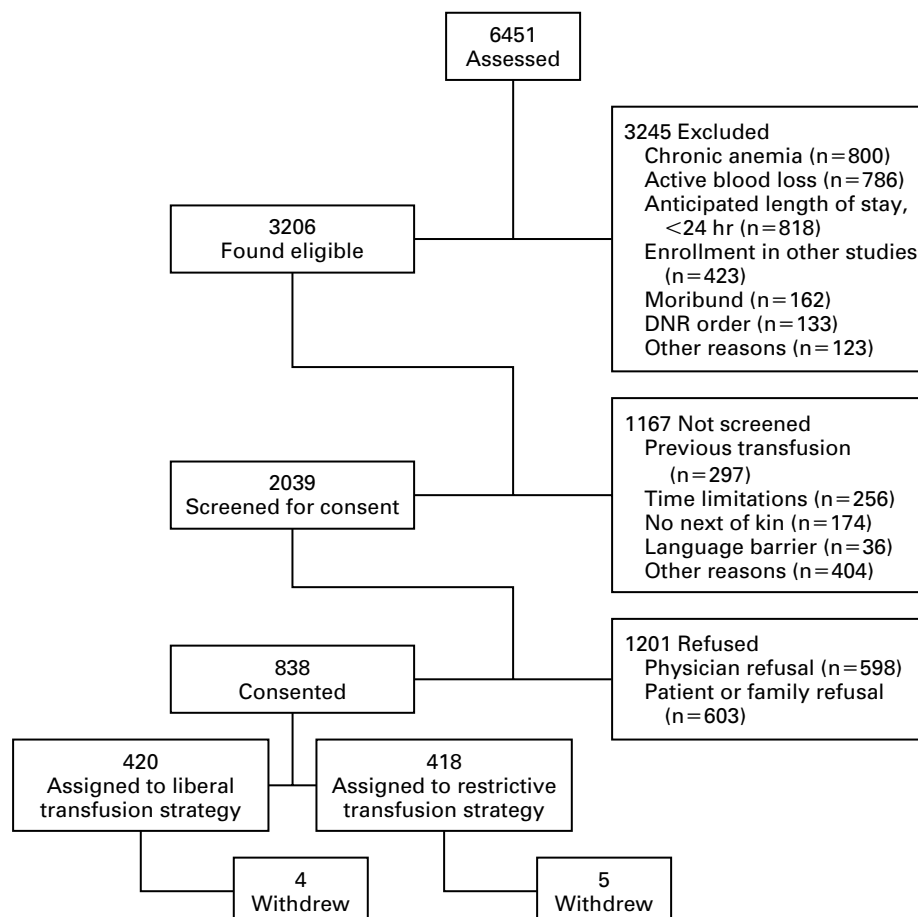 6451
Assessed
3245 Excluded
Chronic anemia (n=800)
Active blood loss (n=786)
Anticipated length of stay,
<24 hr (n=818)
Enrollment in other studies
(n=423)
Moribund (n=162)
DNR order (n=133)
Other reasons (n=123)
3206
Found eligible
1167 Not screened
Previous transfusion
(n=297)
Time limitations (n=256)
No next of kin (n=174)
Language barrier (n=36)
Other reasons (n=404)
2039
Screened for consent
1201 Refused
Physician refusal (n=598)
Patient or family refusal
(n=603)
838
Consented
420
Assigned to liberal
transfusion strategy
418
Assigned to restrictive
transfusion strategy
4
Withdrew
5
Withdrew